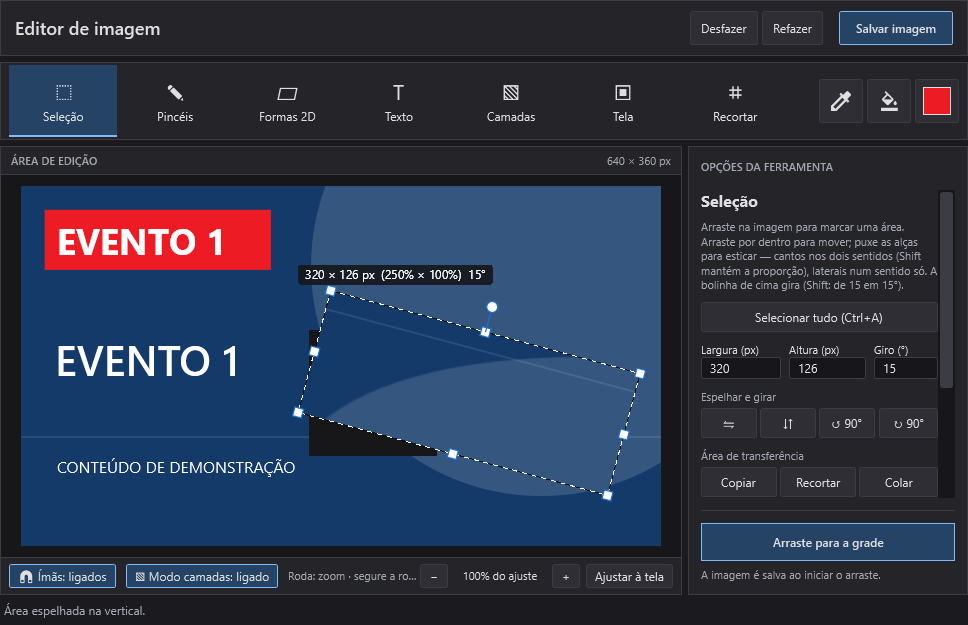 Editor de imagem
Desfazer
Refazer
Salvar imagem
Seleção
Pincéis
Formas 2D
Texto
Camadas
Tela
Recortar
ÁREA DE EDIÇÃO
640 × 360 px
EVENTO 1
320 × 126 px (250% × 100%) 15°
EVENTO 1
CONTEÚDO DE DEMONSTRAÇÃO
Ímãs: ligados
Modo camadas: ligado
Roda: zoom · segure a ro...
−
100% do ajuste
+
Ajustar à tela
OPÇÕES DA FERRAMENTA
Seleção
Arraste na imagem para marcar uma área.
Arraste por dentro para mover; puxe as alças
para esticar — cantos nos dois sentidos (Shift
mantém a proporção), laterais num sentido só. A
bolinha de cima gira (Shift: de 15 em 15°).
Selecionar tudo (Ctrl+A)
Largura (px)
Altura (px)
Giro (°)
320
126
15
Espelhar e girar
⇋
↺ 90°
↻ 90°
Área de transferência
Copiar
Recortar
Colar
Arraste para a grade
A imagem é salva ao iniciar o arraste.
Área espelhada na vertical.